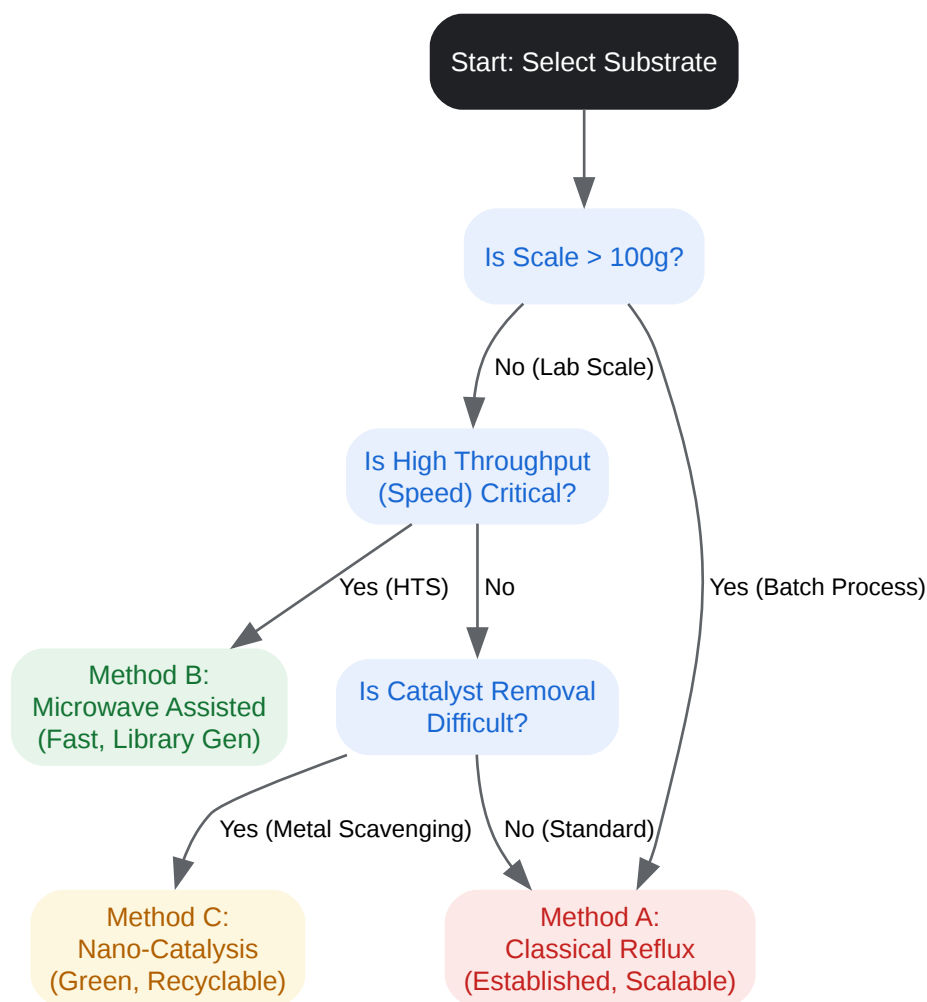 Start: Select Substrate
Is Scale > 100g?
No (Lab Scale)
Is High Throughput
(Speed) Critical?
Yes (HTS)
No
Yes (Batch Process)
Method B:
Microwave Assisted
(Fast, Library Gen)
Is Catalyst Removal
Difficult?
Yes (Metal Scavenging)
No (Standard)
Method C:
Nano-Catalysis
(Green, Recyclable)
Method A:
Classical Reflux
(Established, Scalable)